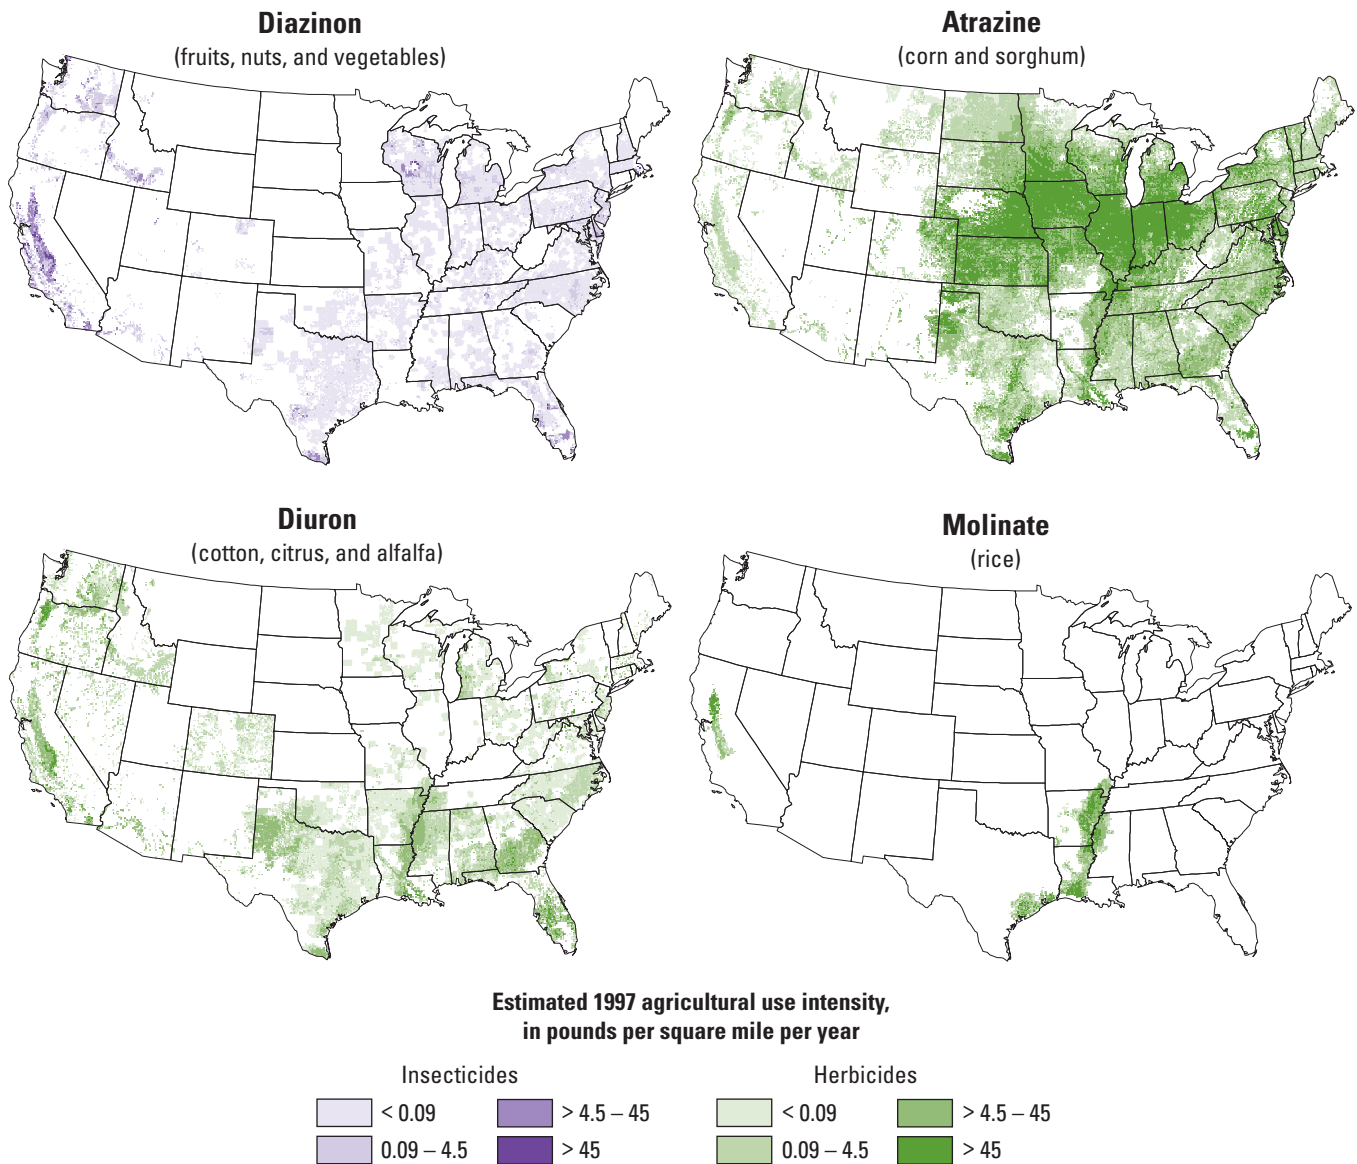 Diazinon
(fruits, nuts, and vegetables)
Atrazine
(corn and sorghum)
Diuron
(cotton, citrus, and alfalfa)
Molinate
(rice)
Estimated 1997 agricultural use intensity,
in pounds per square mile per year
Insecticides
< 0.09
> 4.5 – 45
0.09 – 4.5
> 45
Herbicides
< 0.09
> 4.5 – 45
0.09 – 4.5
> 45